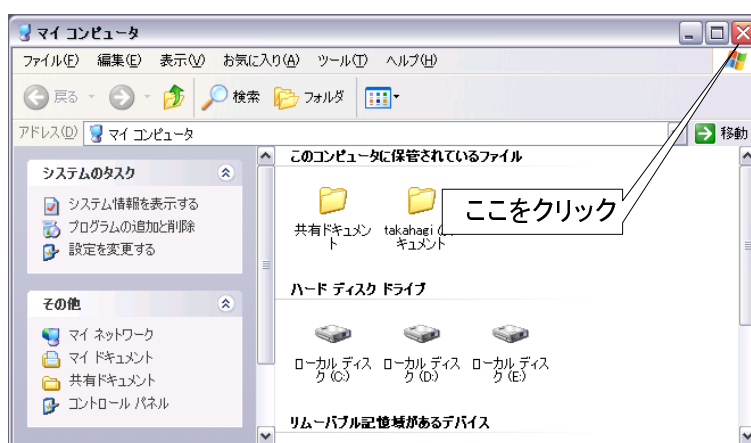 マイ コンピュータ
ファイル(F) 編集(E) 表示(V) お気に入り(A) ツール(T) ヘルプ(H)
戻る 検索 フォルダ
アドレス(D) マイ コンピュータ 移動
システムのタスク
システム情報を表示する
プログラムの追加と削除
設定を変更する
その他
マイ ネットワーク
マイ ドキュメント
共有ドキュメント
コントロール パネル
このコンピュータに保管されているファイル
共有ドキュメン
ト
takahagi の
キュメント
ここをクリック
ハード ディスク ドライブ
ローカル ディス
ク (C:)
ローカル ディス
ク (D:)
ローカル ディス
ク (E:)
リムーバブル記憶域があるデバイス